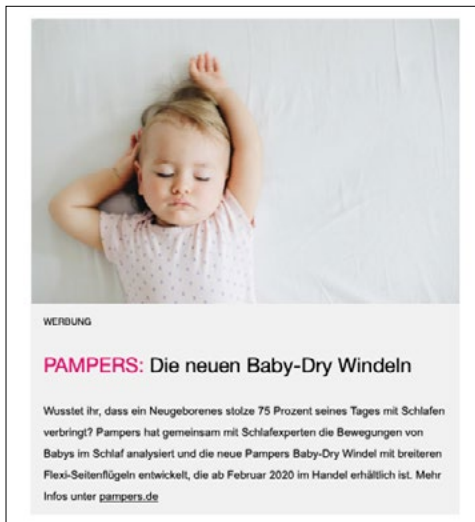 WERBUNG
PAMPERS: Die neuen Baby-Dry Windeln
Wusstet ihr, dass ein Neugeborenes stolze 75 Prozent seines Tages mit Schlafen
verbringt? Pampers hat gemeinsam mit Schlafexperten die Bewegungen von
Babys im Schlaf analysiert und die neue Pampers Baby-Dry Windel mit breiteren
Flexi-Seitenflügeln entwickelt, die ab Februar 2020 im Handel erhältlich ist. Mehr
Infos unter pampers.de